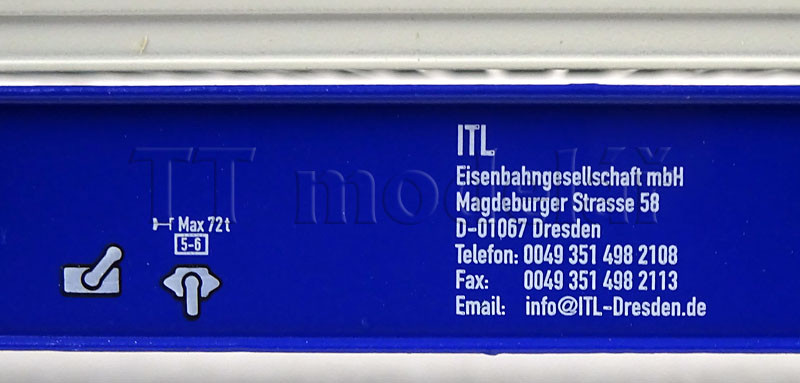 ITL
Eisenbahngesellschaft mbH
Magdeburger Strasse 58
D-01067 Dresden
Telefon: 0049 351 498 2108
Fax: 0049 351 498 2113
Email: info@ITL-Dresden.de
Max 72 t
5-6